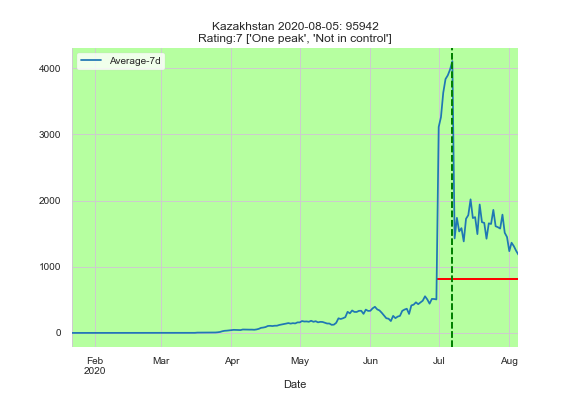 Kazakhstan 2020-08-05: 95942
Rating:7 ['One peak', 'Not in control']
Average-7d
4000
3000
2000
1000
0
Feb Mar Apr May Jun Jul Aug
2020
Date